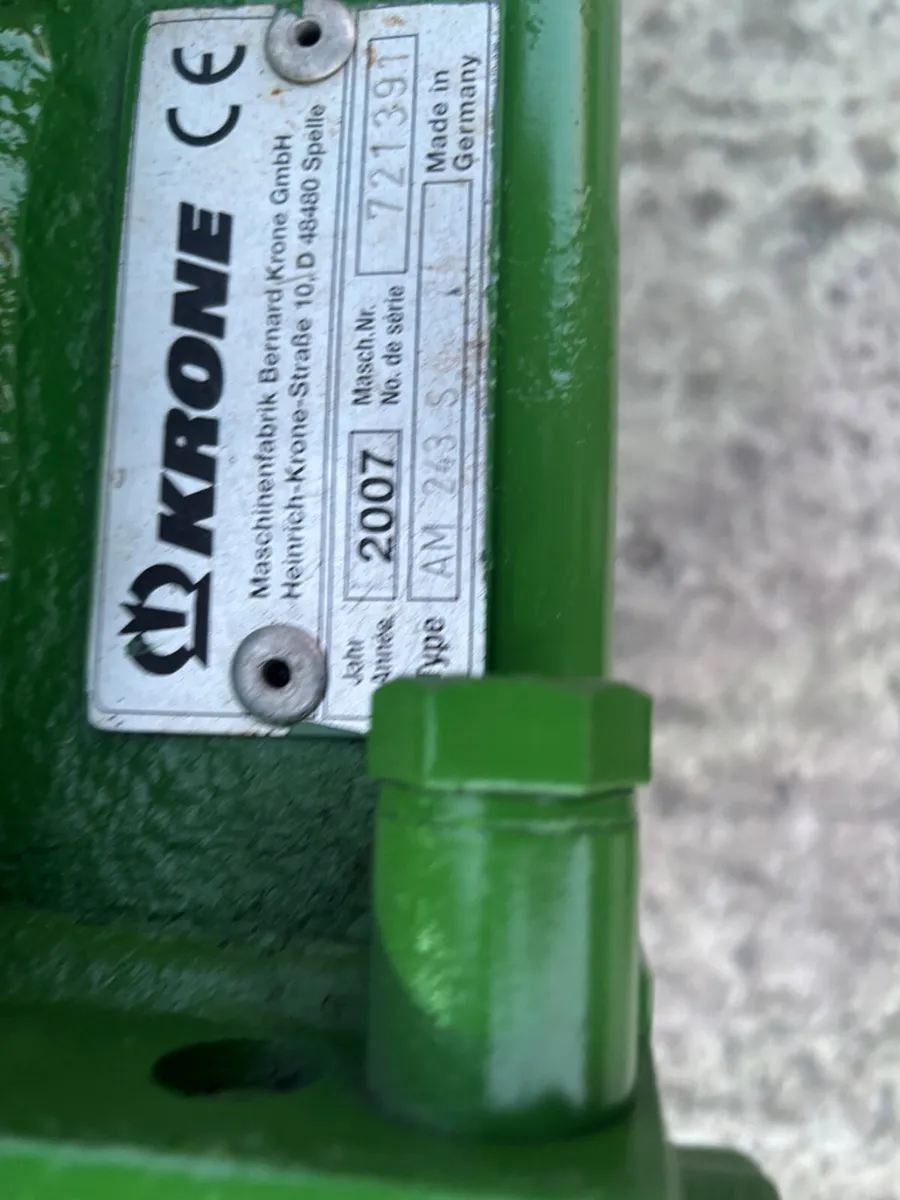 KRONE CE
Maschinenfabrik Bernard Krone GmbH
Heinrich-Krone-Straße 10, D 48480 Spelle
Jahr
Année
2007
Masch.Nr.
No. de série
721391
Type
AM 243 S
Made in
Germany